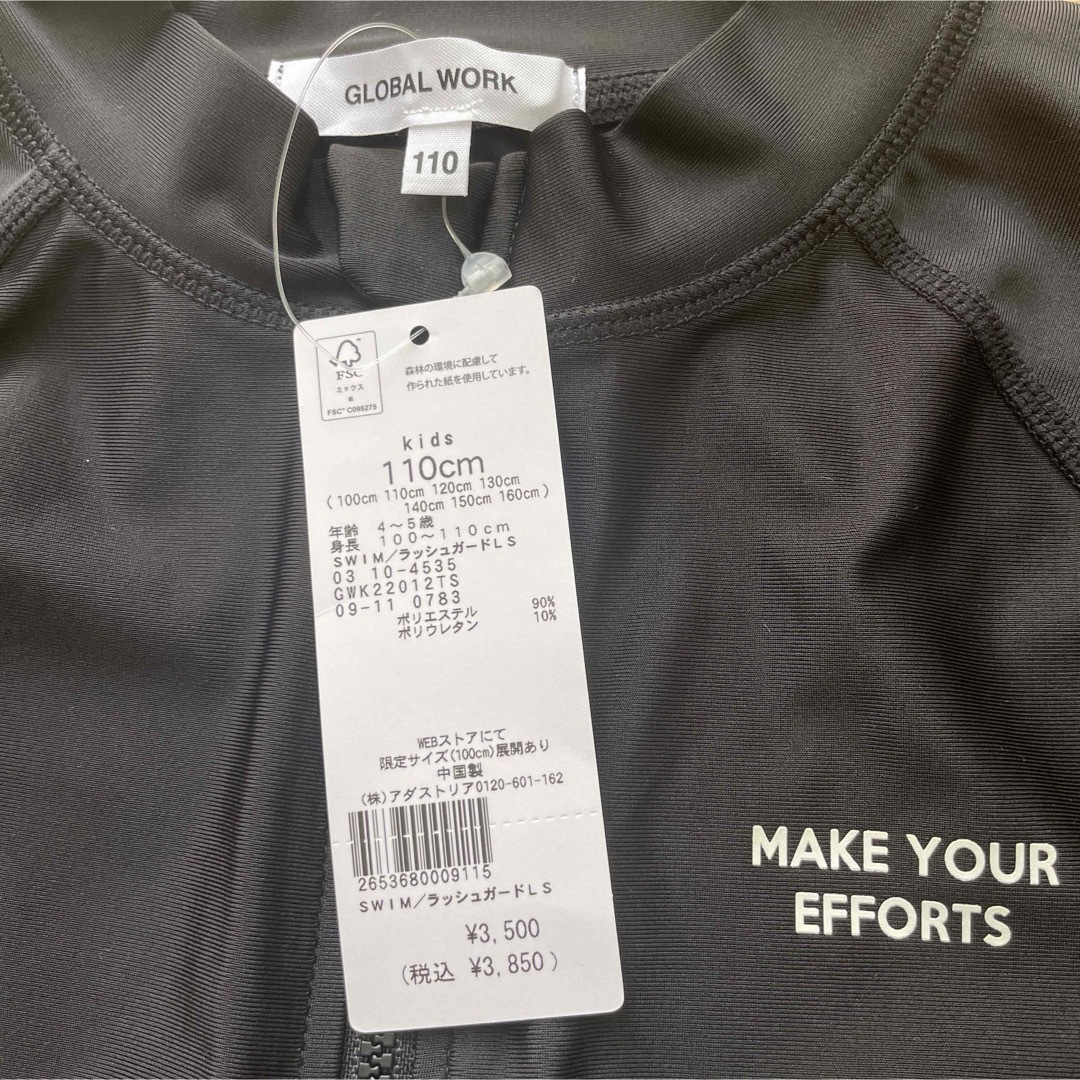 GLOBAL WORK
110
FSC
ミックス
紙
FSC™ C095275
森林の環境に配慮して
作られた紙を使用しています。
kids
110cm
(100cm 110cm 120cm 130cm
140cm 150cm 160cm)
年齢 4～5歳
身長 100～110cm
SWIM／ラッシュガードLS
03 10-4535
GWK22012TS
09-11 0783
ポリエステル 90%
ポリウレタン 10%
WEBストアにて
限定サイズ(100cm)展開あり
中国製
(株)アダストリア0120-601-162
2653680009115
SWIM／ラッシュガードLS
¥3,500
(税込 ¥3,850)
MAKE YOUR
EFFORTS